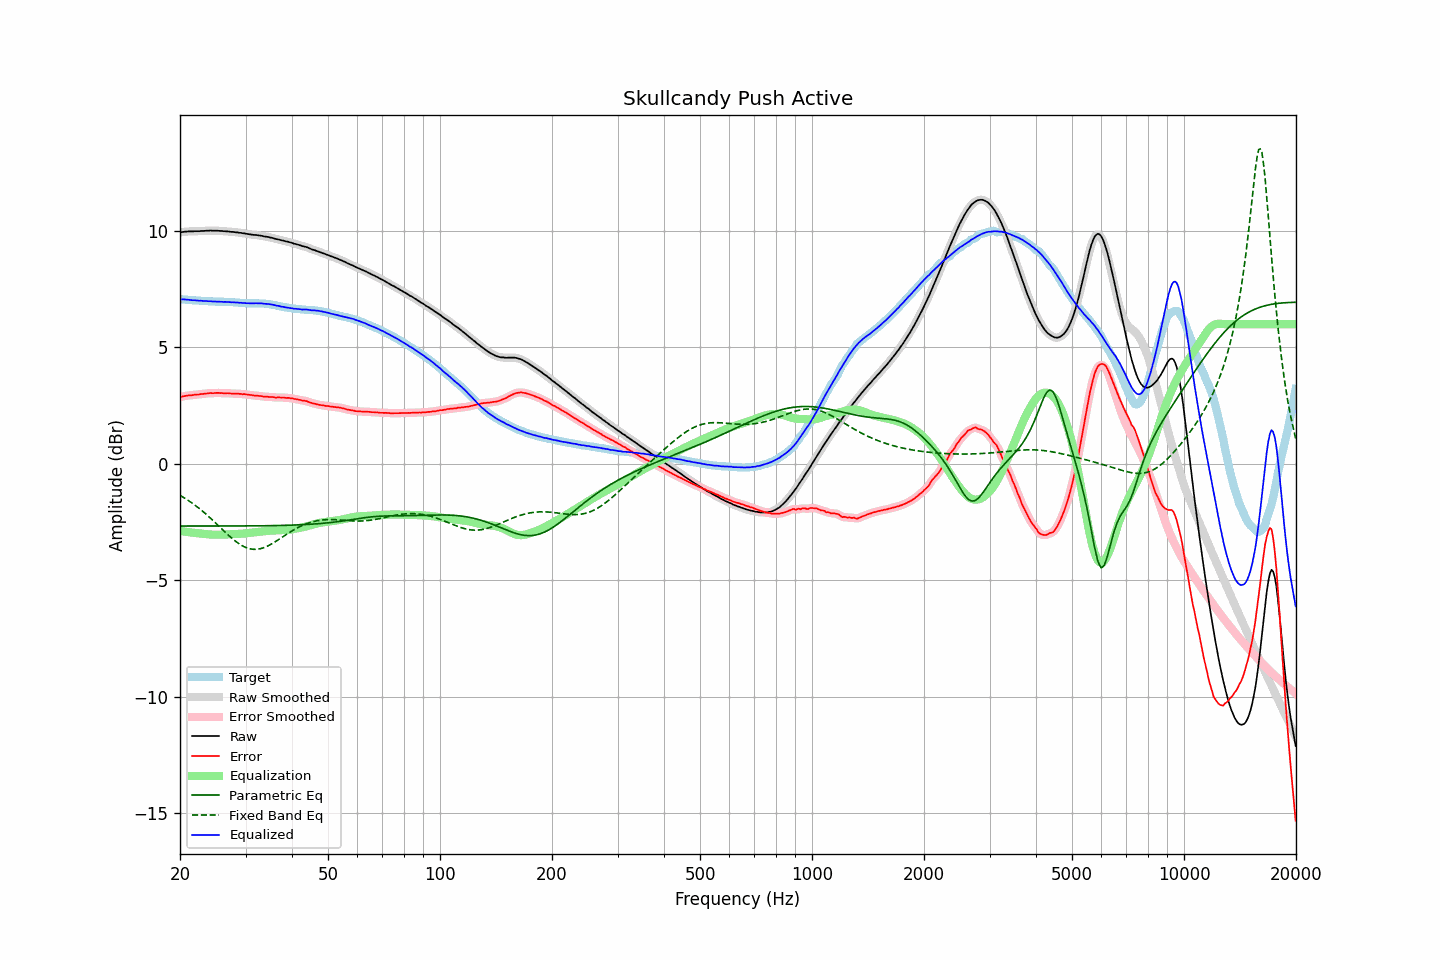 Skullcandy Push Active
Amplitude (dBr)
10
5
0
−5
−10
−15
Target
Raw Smoothed
Error Smoothed
Raw
Error
Equalization
Parametric Eq
Fixed Band Eq
Equalized
20 50 100 200 500 1000 2000 5000 10000 20000
Frequency (Hz)